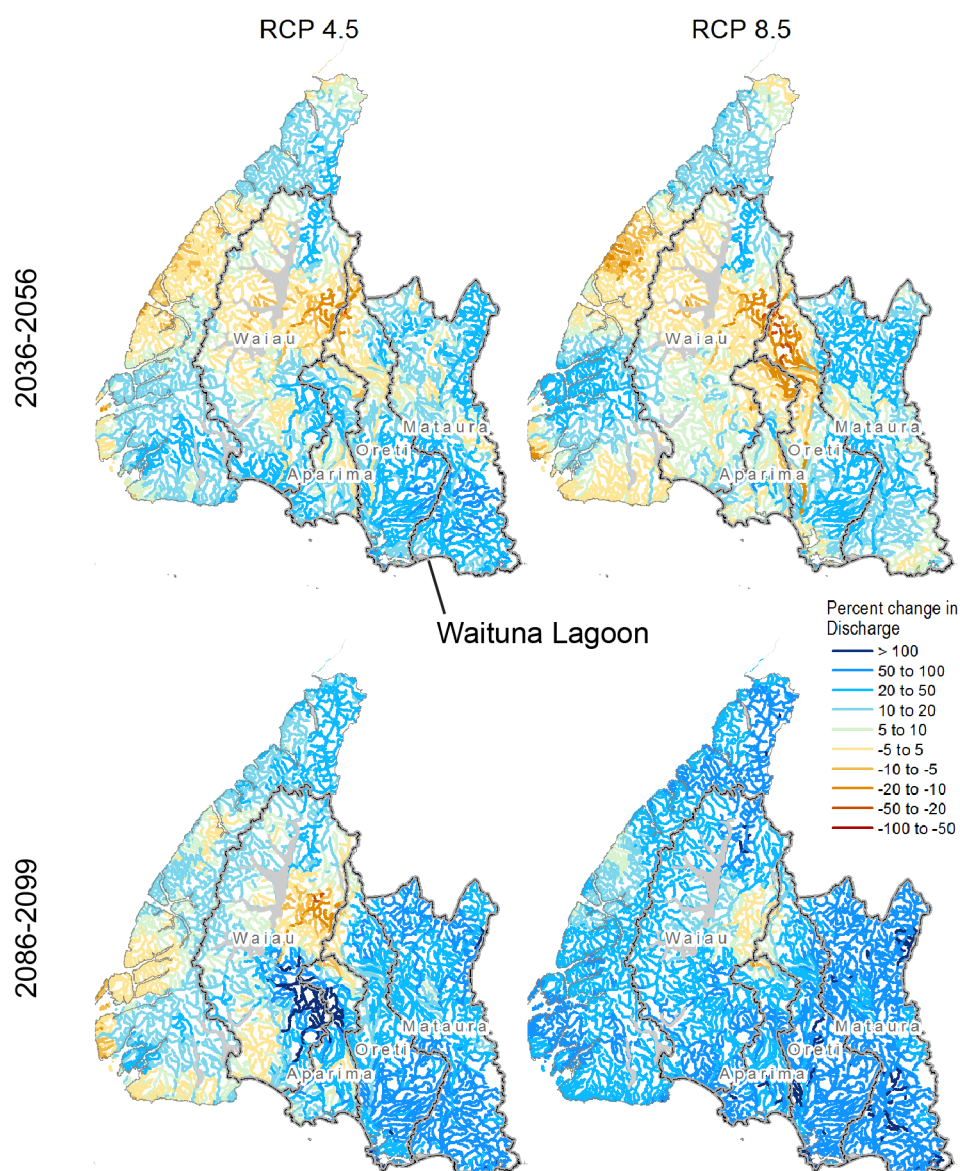 RCP 4.5
RCP 8.5
2036-2056
Waiau
Mataura
Oreti
Aparima
Waiau
Mataura
Oreti
Aparima
Waituna Lagoon
Percent change in
Discharge
> 100
50 to 100
20 to 50
10 to 20
5 to 10
-5 to 5
-10 to -5
-20 to -10
-50 to -20
-100 to -50
2086-2099
Waiau
Mataura
Oreti
Aparima
Waiau
Mataura
Oreti
Aparima